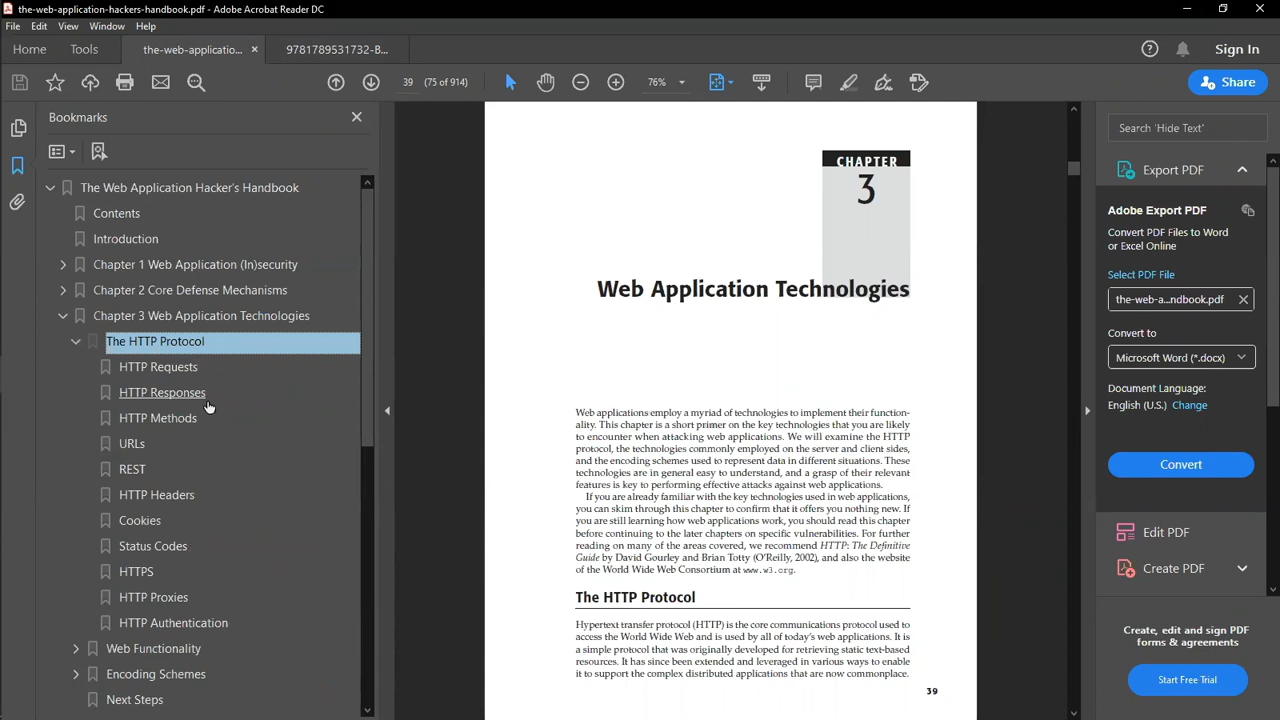 the-web-application-hackers-handbook.pdf - Adobe Acrobat Reader DC
File Edit View Window Help
Home Tools the-web-applicatio... × 9781789531732-B... ? Sign In
39 (75 of 914) 76% Share
Bookmarks
The Web Application Hacker's Handbook
Contents
Introduction
Chapter 1 Web Application (In)security
Chapter 2 Core Defense Mechanisms
Chapter 3 Web Application Technologies
The HTTP Protocol
HTTP Requests
HTTP Responses
HTTP Methods
URLs
REST
HTTP Headers
Cookies
Status Codes
HTTPS
HTTP Proxies
HTTP Authentication
Web Functionality
Encoding Schemes
Next Steps
CHAPTER
3
Web Application Technologies
Web applications employ a myriad of technologies to implement their function-
ality. This chapter is a short primer on the key technologies that you are likely
to encounter when attacking web applications. We will examine the HTTP
protocol, the technologies commonly employed on the server and client sides,
and the encoding schemes used to represent data in different situations. These
technologies are in general easy to understand, and a grasp of their relevant
features is key to performing effective attacks against web applications.
If you are already familiar with the key technologies used in web applications,
you can skim through this chapter to confirm that it offers you nothing new. If
you are still learning how web applications work, you should read this chapter
before continuing to the later chapters on specific vulnerabilities. For further
reading on many of the areas covered, we recommend HTTP: The Definitive
Guide by David Gourley and Brian Totty (O'Reilly, 2002), and also the website
of the World Wide Web Consortium at www.w3.org.
The HTTP Protocol
Hypertext transfer protocol (HTTP) is the core communications protocol used to
access the World Wide Web and is used by all of today's web applications. It is
a simple protocol that was originally developed for retrieving static text-based
resources. It has since been extended and leveraged in various ways to enable
it to support the complex distributed applications that are now commonplace.
39
Search 'Hide Text'
Export PDF
Adobe Export PDF
Convert PDF Files to Word
or Excel Online
Select PDF File
the-web-a...ndbook.pdf
Convert to
Microsoft Word (*.docx)
Document Language:
English (U.S.) Change
Convert
Edit PDF
Create PDF
Create, edit and sign PDF
forms & agreements
Start Free Trial